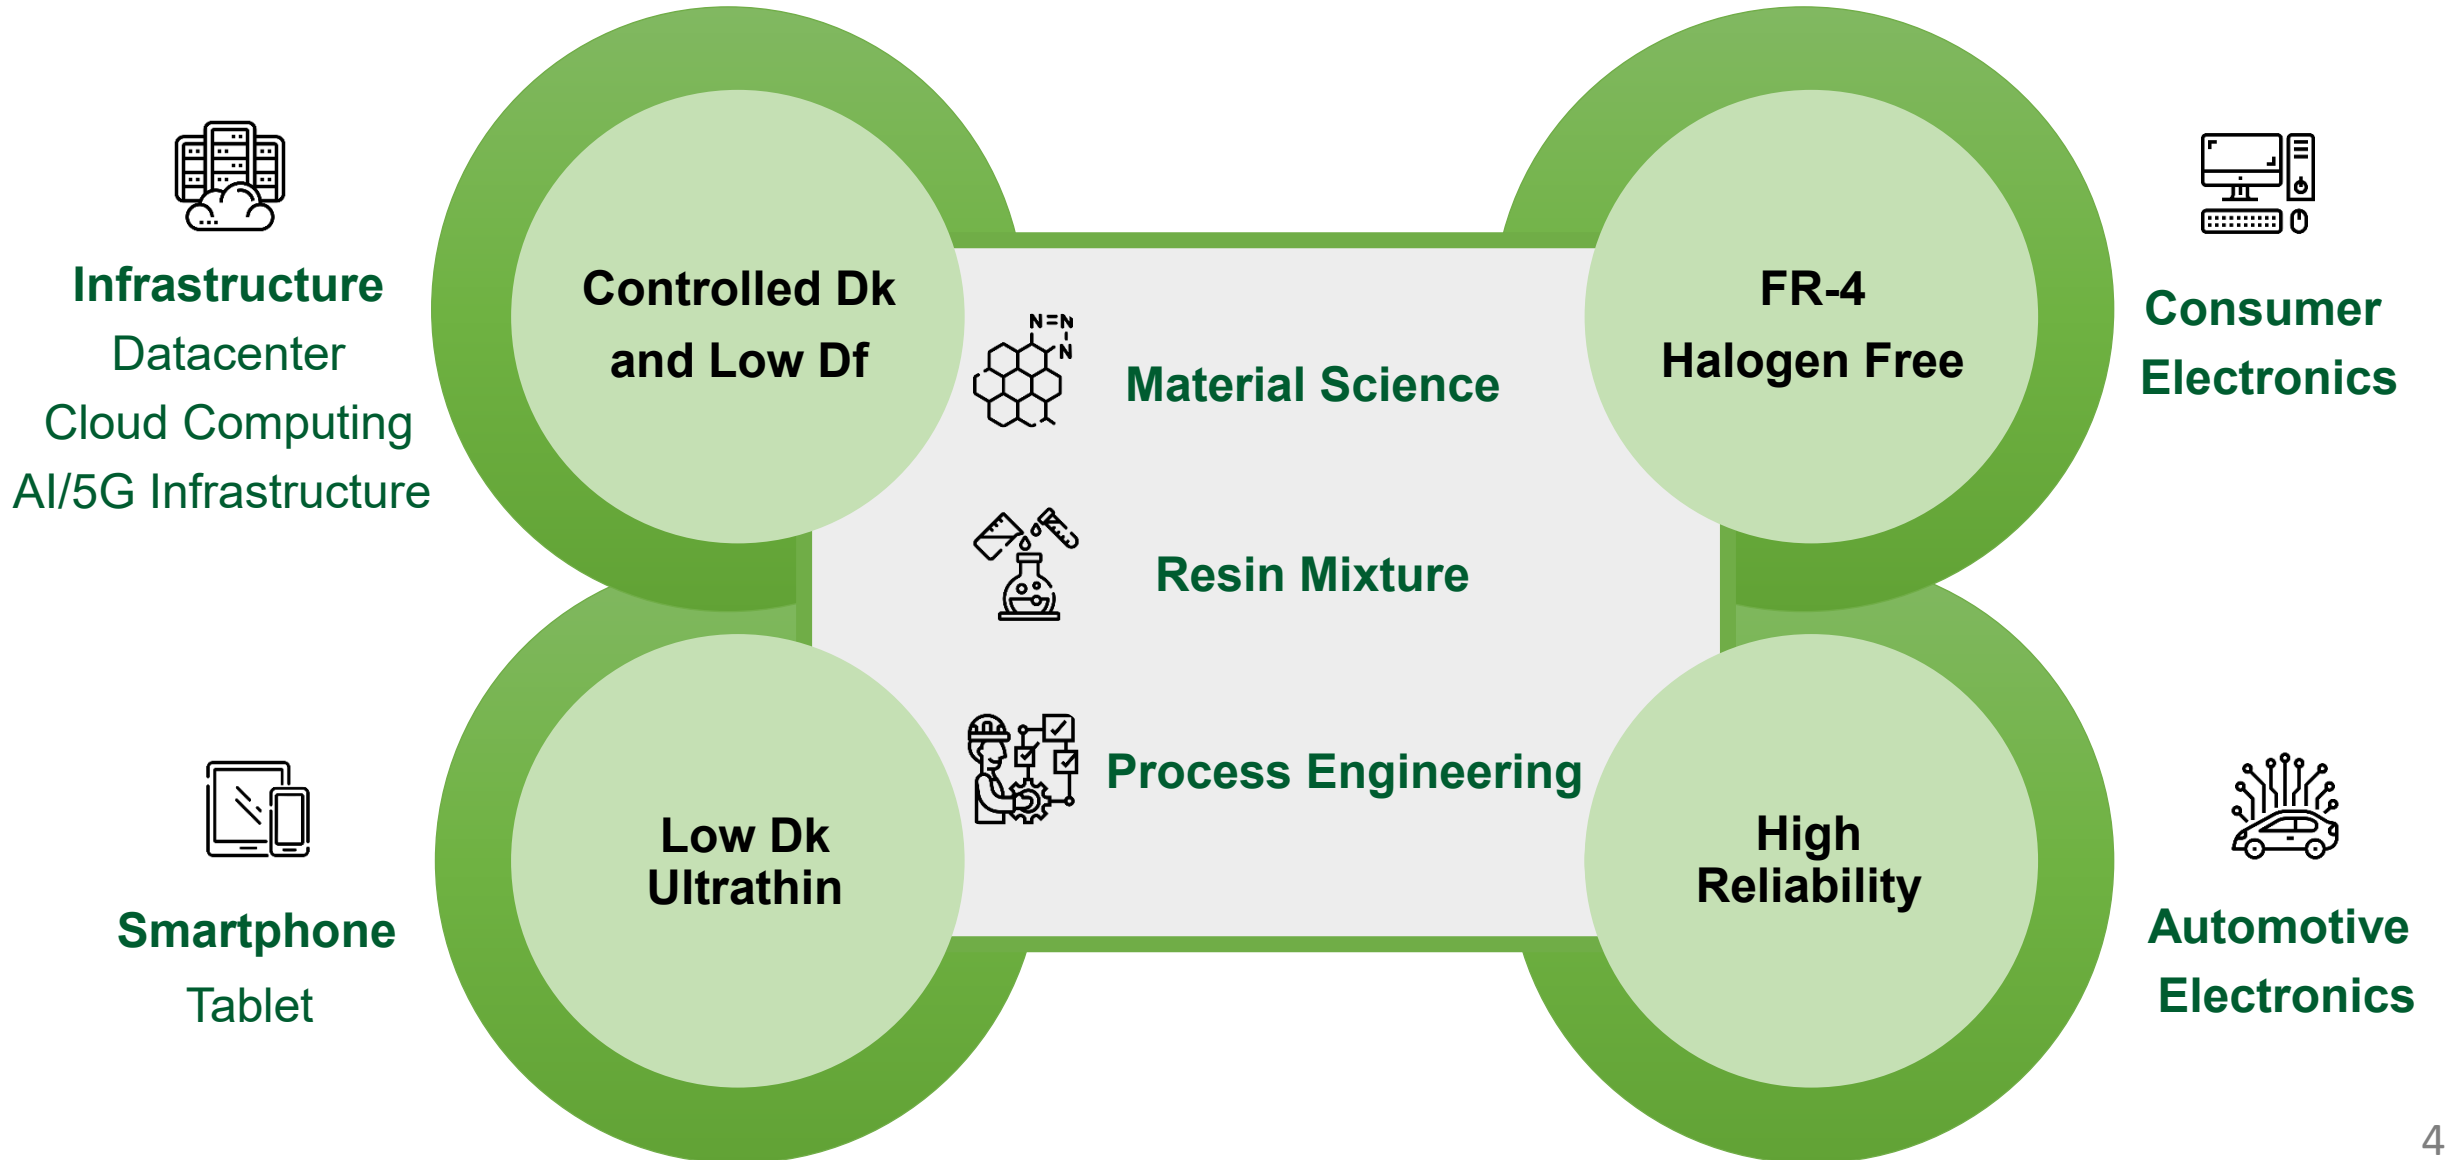 Infrastructure
Datacenter
Cloud Computing
AI/5G Infrastructure
Controlled Dk
and Low Df
N=N
N
Material Science
Resin Mixture
Process Engineering
FR-4
Halogen Free
Consumer
Electronics
Smartphone
Tablet
Low Dk
Ultrathin
High
Reliability
Automotive
Electronics
4